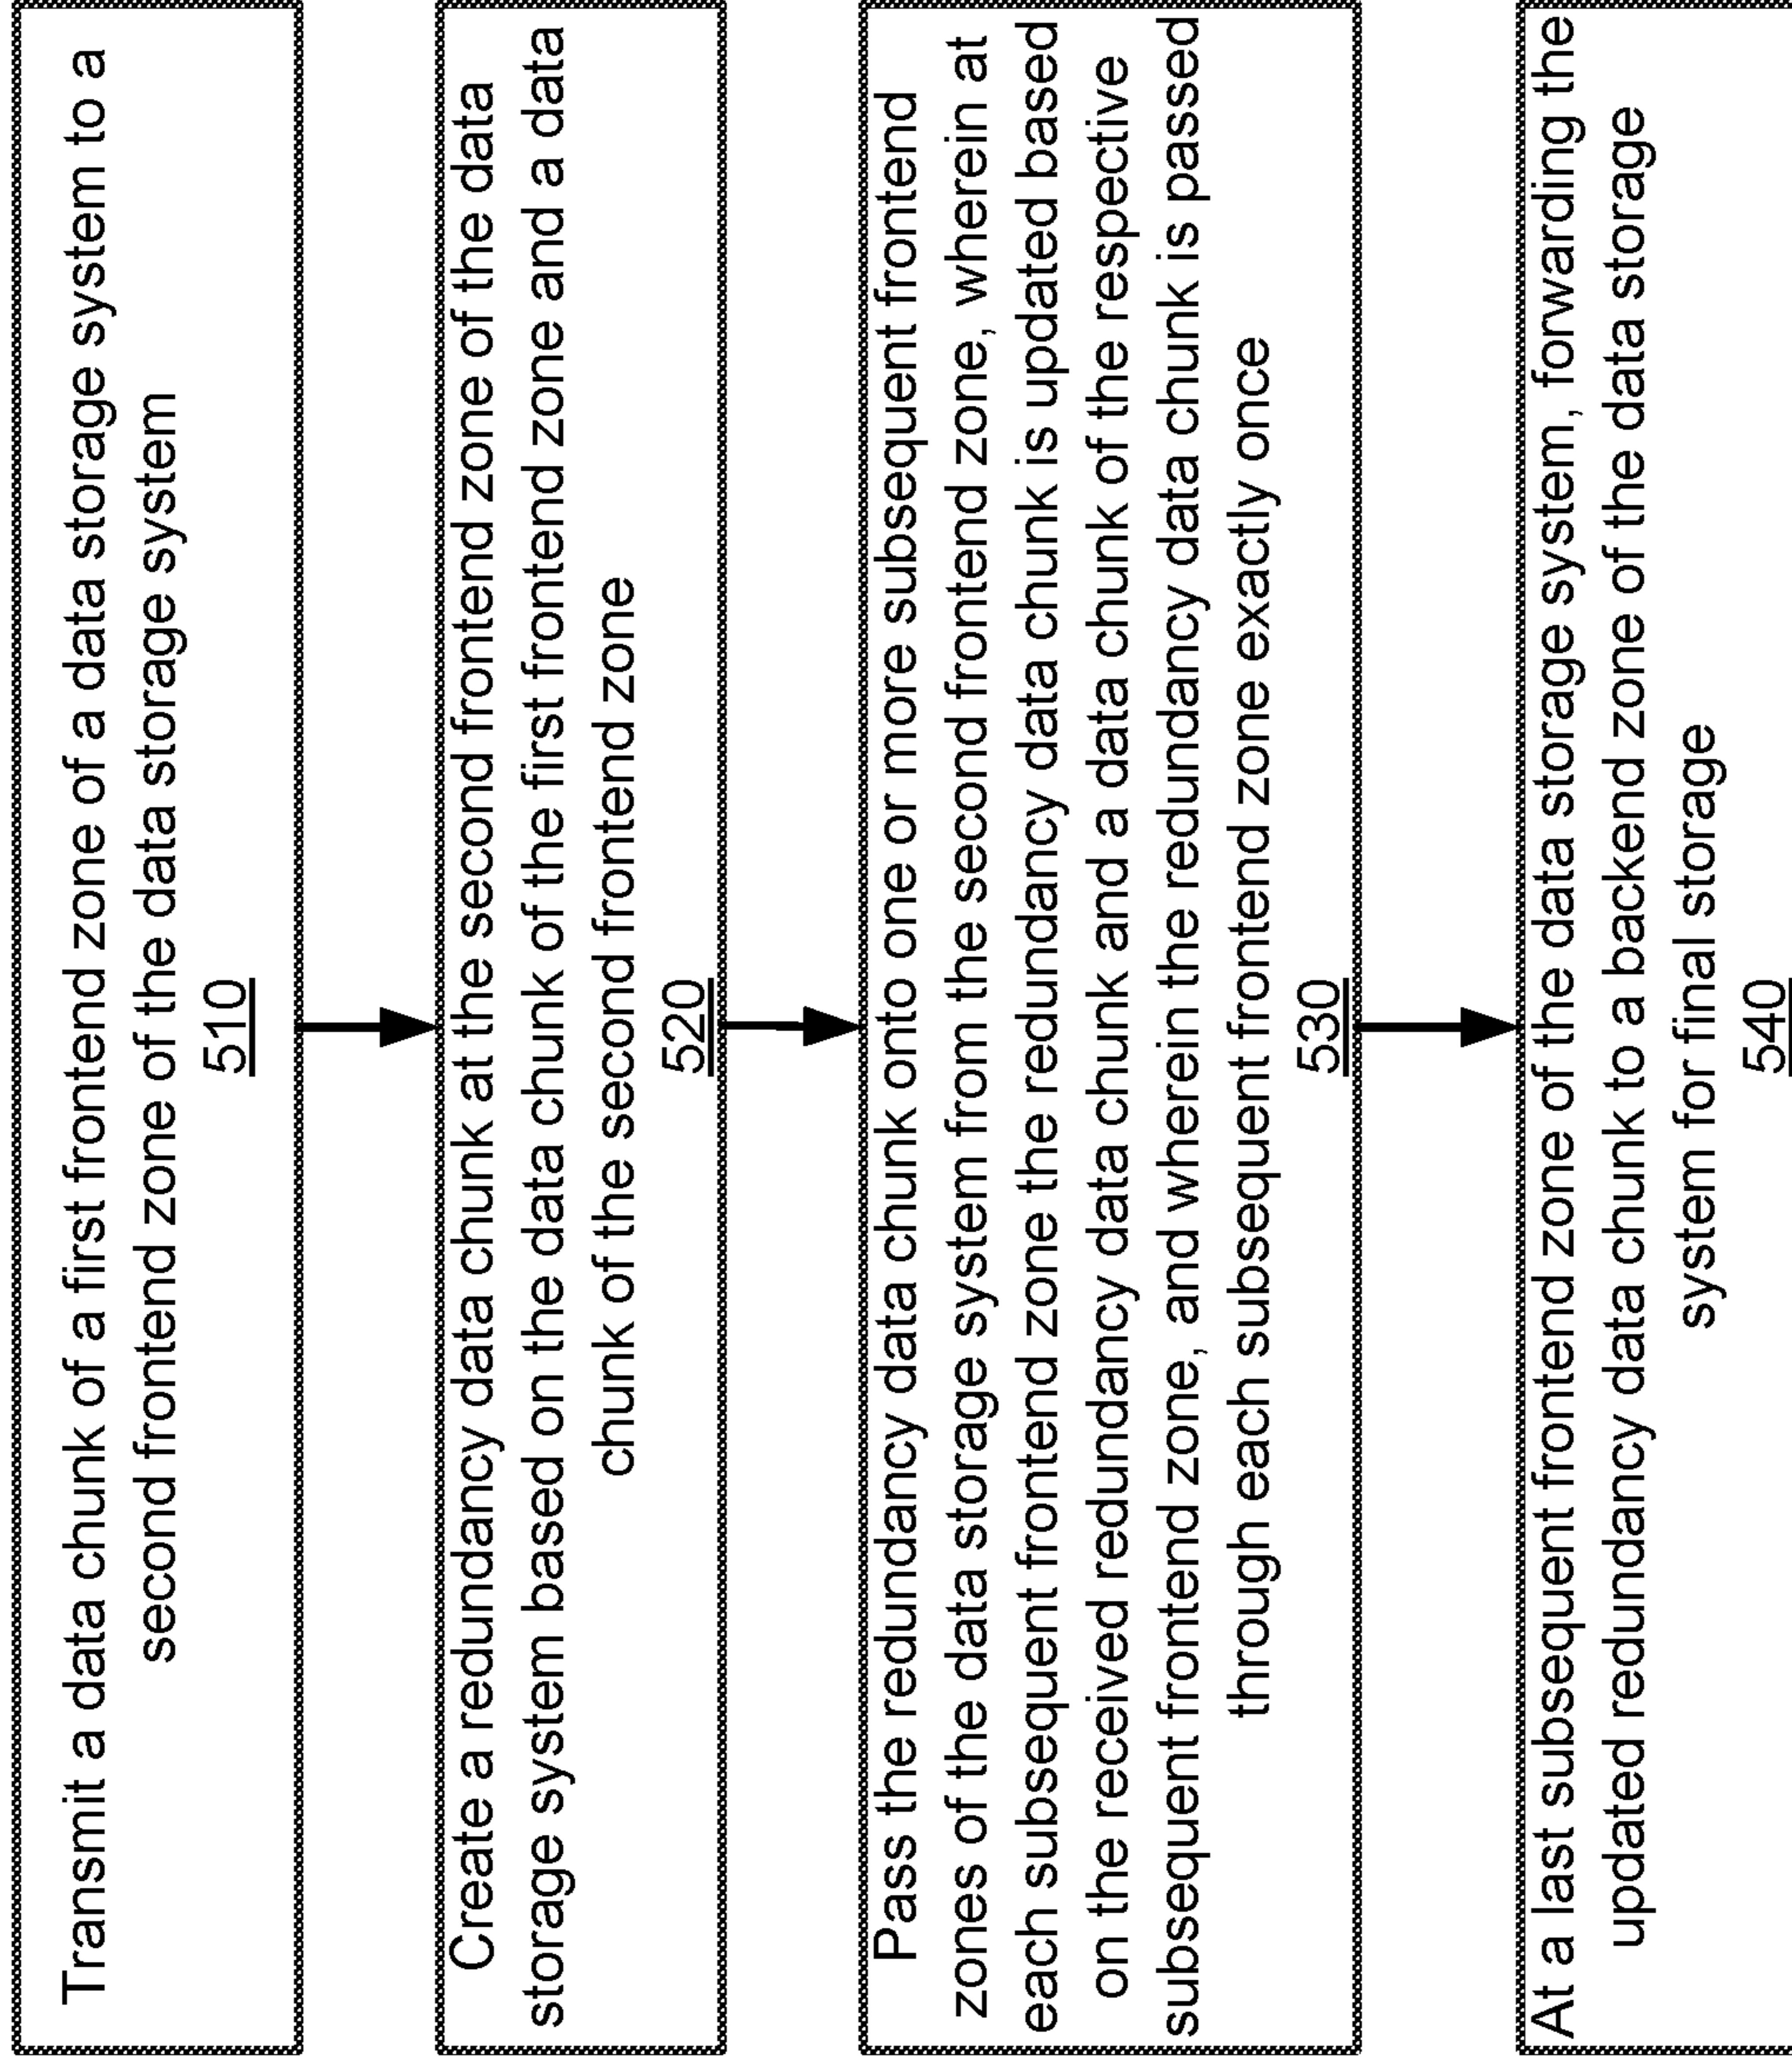 Transmit a data chunk of a first frontend zone of a data storage system to a
second frontend zone of the data storage system
510
Create a redundancy data chunk at the second frontend zone of the data
storage system based on the data chunk of the first frontend zone and a data
chunk of the second frontend zone
520
Pass the redundancy data chunk onto one or more subsequent frontend
zones of the data storage system from the second frontend zone, wherein at
each subsequent frontend zone the redundancy data chunk is updated based
on the received redundancy data chunk and a data chunk of the respective
subsequent frontend zone, and wherein the redundancy data chunk is passed
through each subsequent frontend zone exactly once
530
At a last subsequent frontend zone of the data storage system, forwarding the
updated redundancy data chunk to a backend zone of the data storage
system for final storage
540